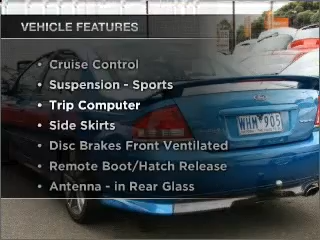 VEHICLE FEATURES
• Cruise Control
• Suspension - Sports
• Trip Computer
• Side Skirts
• Disc Brakes Front Ventilated
• Remote Boot/Hatch Release
• Antenna - in Rear Glass
WHM 905